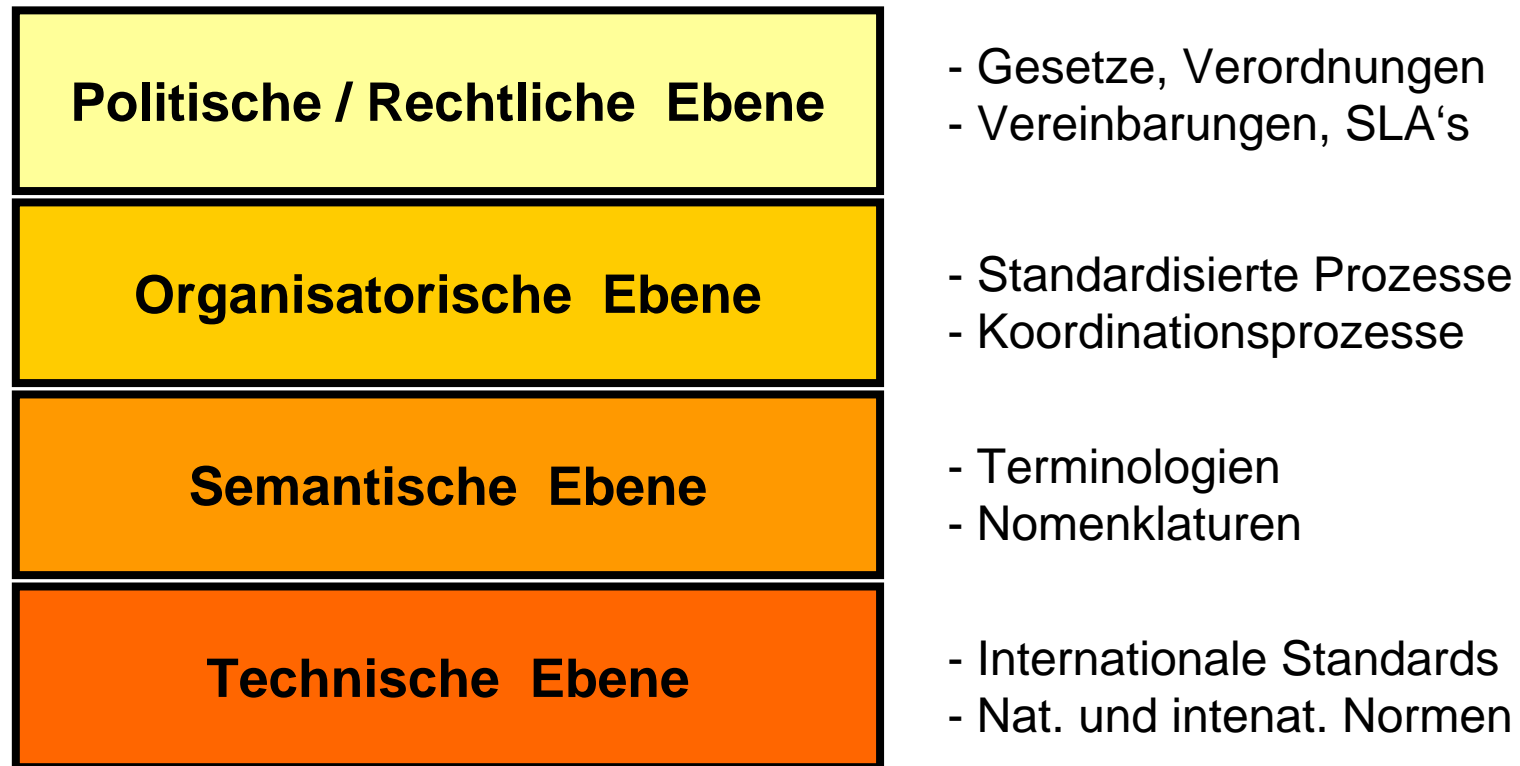 Politische / Rechtliche Ebene
- Gesetze, Verordnungen
- Vereinbarungen, SLA‘s
Organisatorische Ebene
- Standardisierte Prozesse
- Koordinationsprozesse
Semantische Ebene
- Terminologien
- Nomenklaturen
Technische Ebene
- Internationale Standards
- Nat. und intenat. Normen